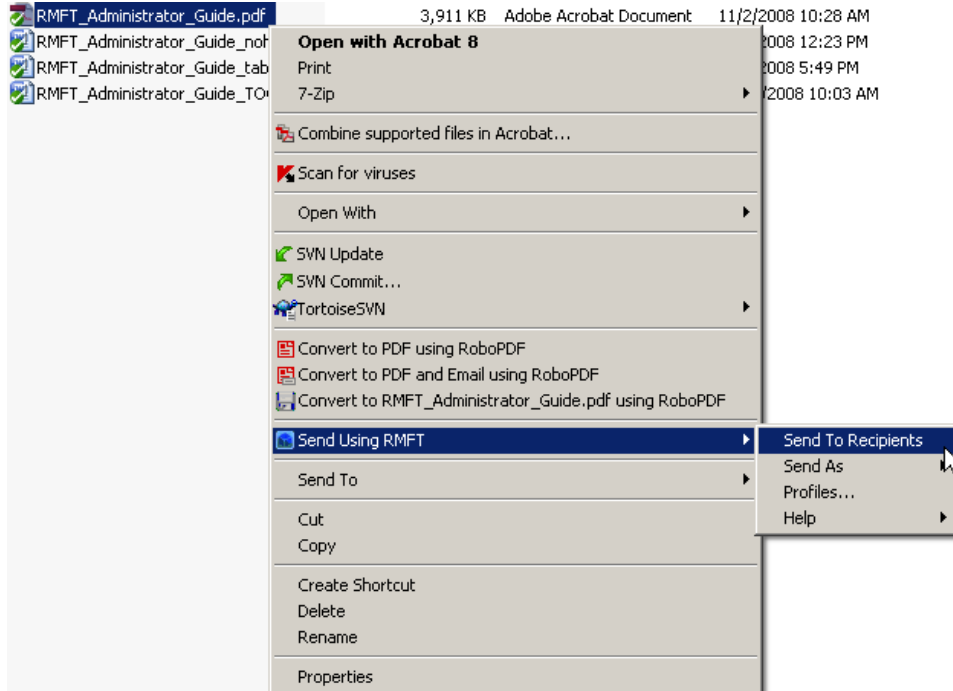 RMFT_Administrator_Guide.pdf 3,911 KB Adobe Acrobat Document 11/2/2008 10:28 AM
RMFT_Administrator_Guide_noh 2008 12:23 PM
RMFT_Administrator_Guide_tab 2008 5:49 PM
RMFT_Administrator_Guide_TO /2008 10:03 AM
Open with Acrobat 8
Print
7-Zip
Combine supported files in Acrobat...
Scan for viruses
Open With
SVN Update
SVN Commit...
TortoiseSVN
Convert to PDF using RoboPDF
Convert to PDF and Email using RoboPDF
Convert to RMFT_Administrator_Guide.pdf using RoboPDF
Send Using RMFT
Send To
Cut
Copy
Create Shortcut
Delete
Rename
Properties
Send To Recipients
Send As
Profiles...
Help